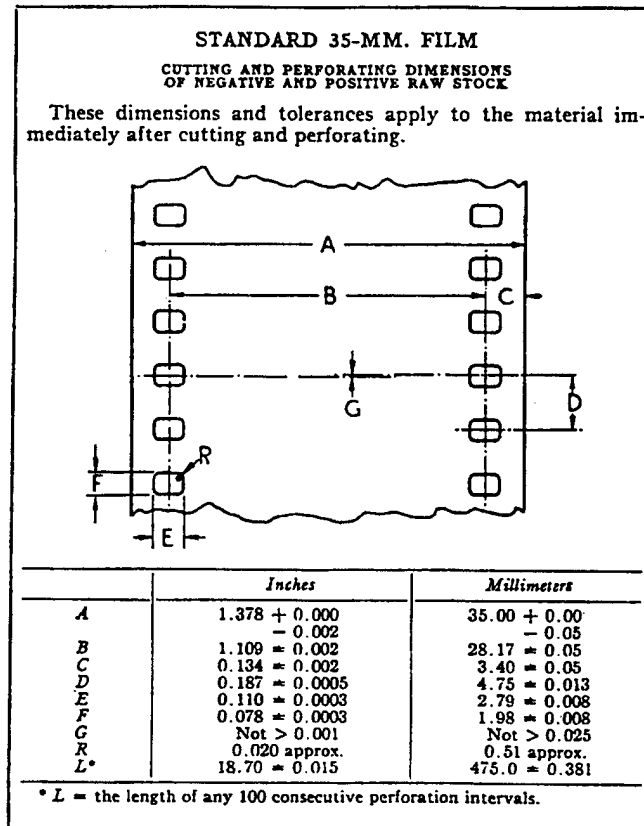 STANDARD 35-MM. FILM
CUTTING AND PERFORATING DIMENSIONS
OF NEGATIVE AND POSITIVE RAW STOCK
These dimensions and tolerances apply to the material im-
mediately after cutting and perforating.
A
B
C
G
D
R
F
E
Inches Millimeters
A 1.378 + 0.000 35.00 + 0.00
− 0.002 − 0.05
B 1.109 ± 0.002 28.17 ± 0.05
C 0.134 ± 0.002 3.40 ± 0.05
D 0.187 ± 0.0005 4.75 ± 0.013
E 0.110 ± 0.0003 2.79 ± 0.008
F 0.078 ± 0.0003 1.98 ± 0.008
G Not > 0.001 Not > 0.025
R 0.020 approx. 0.51 approx.
L* 18.70 ± 0.015 475.0 ± 0.381
* L = the length of any 100 consecutive perforation intervals.